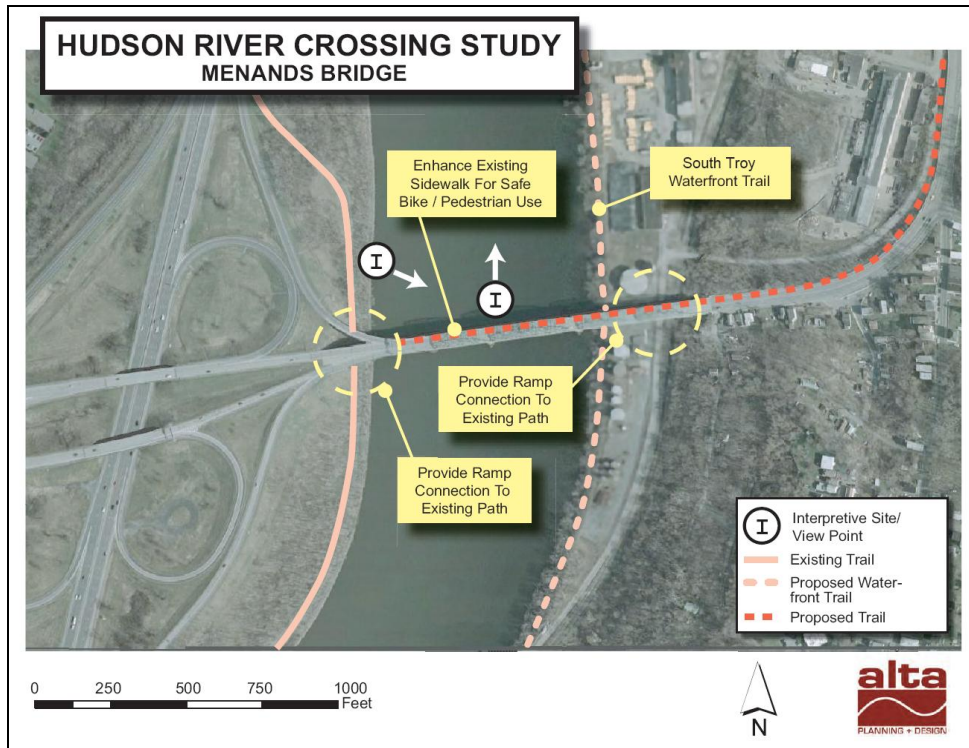 HUDSON RIVER CROSSING STUDY
MENANDS BRIDGE
Enhance Existing
Sidewalk For Safe
Bike / Pedestrian Use
South Troy
Waterfront Trail
I
I
Provide Ramp
Connection To
Existing Path
Provide Ramp
Connection To
Existing Path
I
Interpretive Site/
View Point
Existing Trail
Proposed Water-
front Trail
Proposed Trail
0 250 500 750 1000
Feet
N
alta
PLANNING + DESIGN